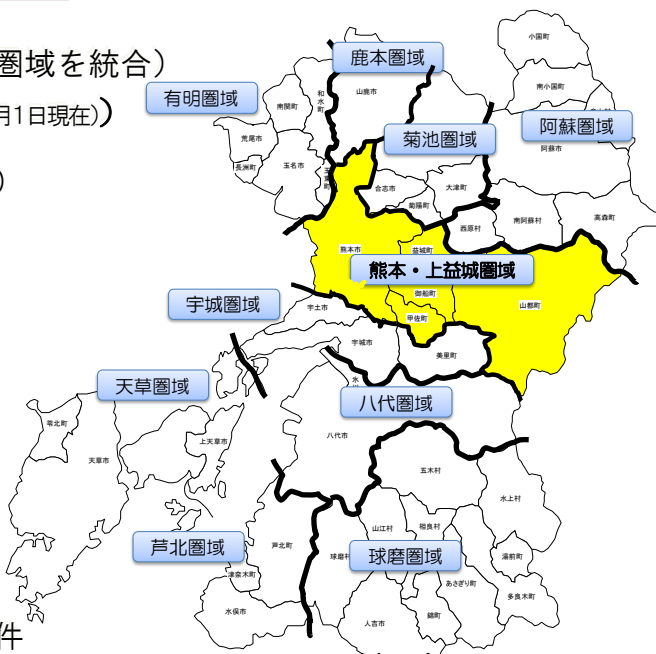 圏域を統合）
月1日現在)）
）
件
小国町
鹿本圏域
南小国町
和水町
山鹿市
有明圏域
南関町
阿蘇圏域
荒尾市
菊池圏域
阿蘇市
長洲町
玉名市
玉東町
合志市
大津町
菊陽町
西原村
南阿蘇村
高森町
熊本市
益城町
熊本・上益城圏域
御船町
山都町
宇城圏域
宇土市
甲佐町
宇城市
美里町
天草圏域
氷
八代圏域
苓北町
天草市
上天草市
八代市
五木村
水上村
芦北圏域
芦北町
山江村
相良村
球磨村
球磨圏域
湯前町
津奈木町
あさぎり町
多良木町
水俣市
錦町
人吉市